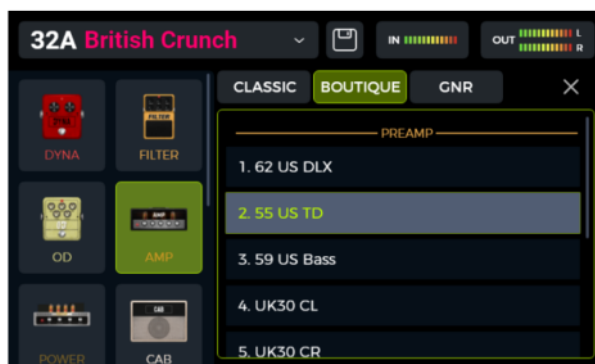 32A British Crunch
IN
OUT
L
R
CLASSIC
BOUTIQUE
GNR
DYNA
FILTER
OD
AMP
POWER
CAB
PREAMP
1. 62 US DLX
2. 55 US TD
3. 59 US Bass
4. UK30 CL
5. UK30 CR